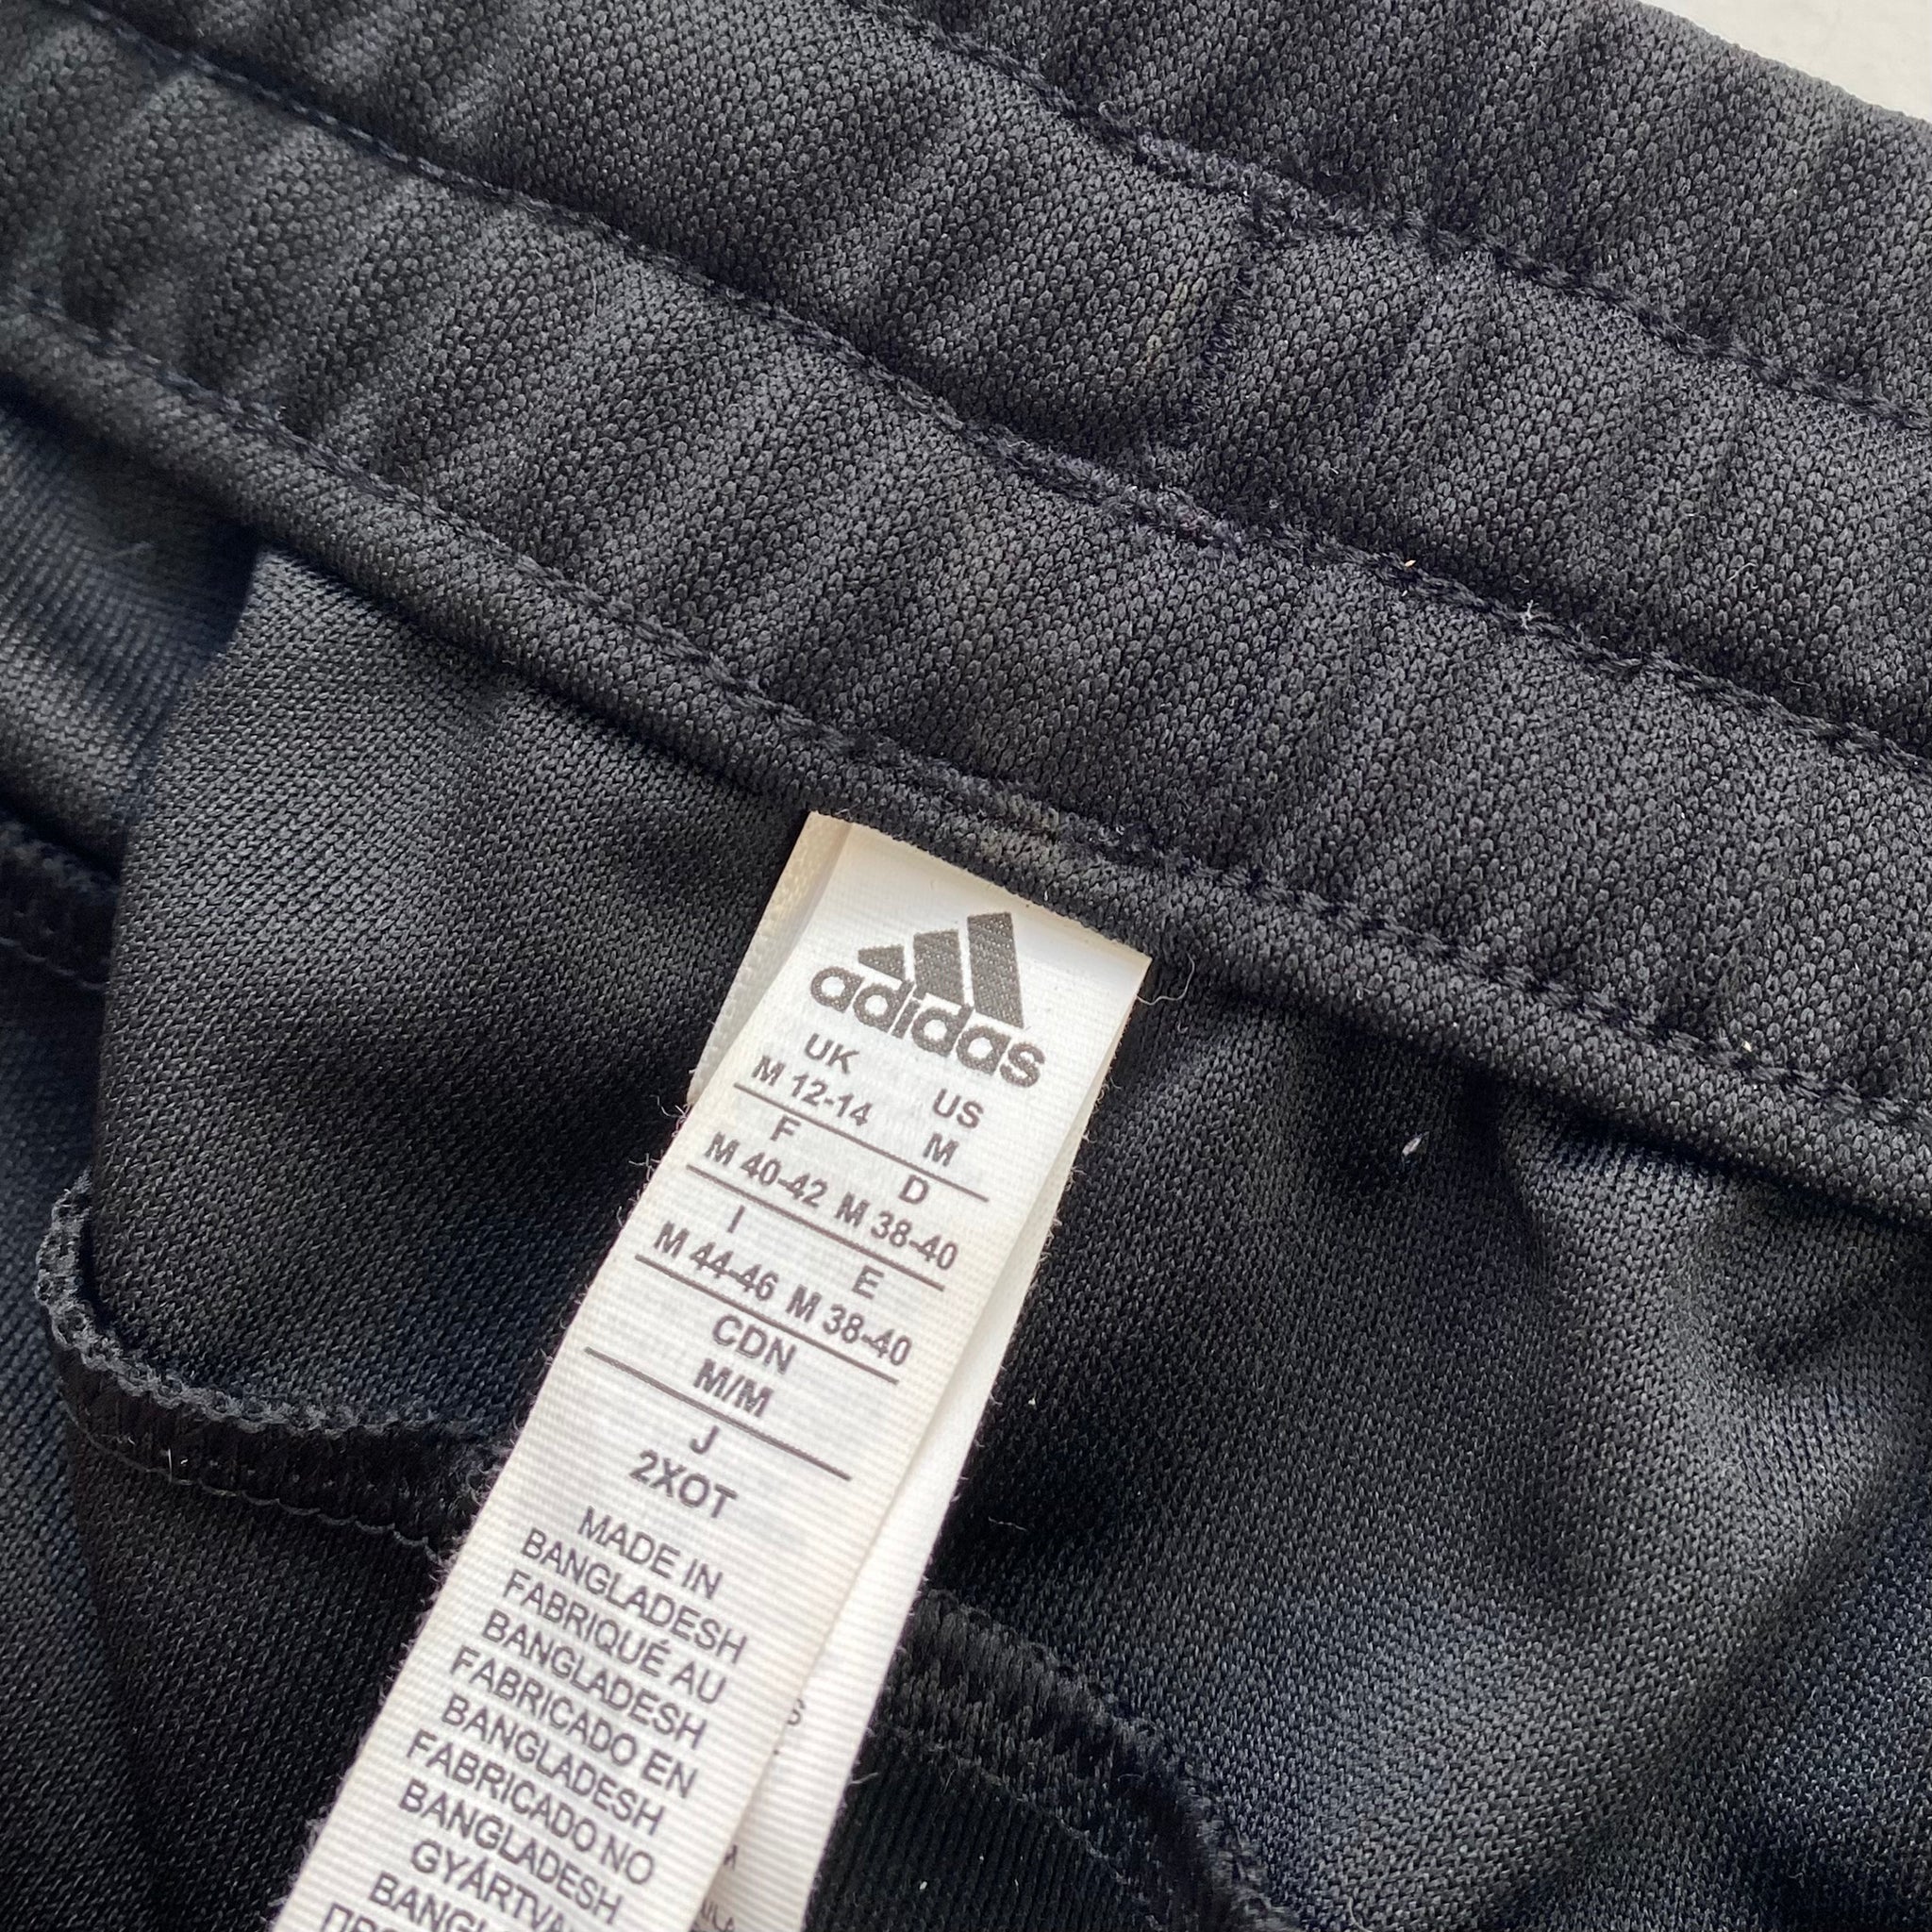 adidas
UK US
M 12-14 M
F D
M 40-42 M 38-40
I E
M 44-46 M 38-40
CDN
M/M
J
2XOT
MADE IN
BANGLADESH
FABRIQUÉ AU
BANGLADESH
FABRICADO EN
BANGLADESH
FABRICADO NO
BANGLADESH